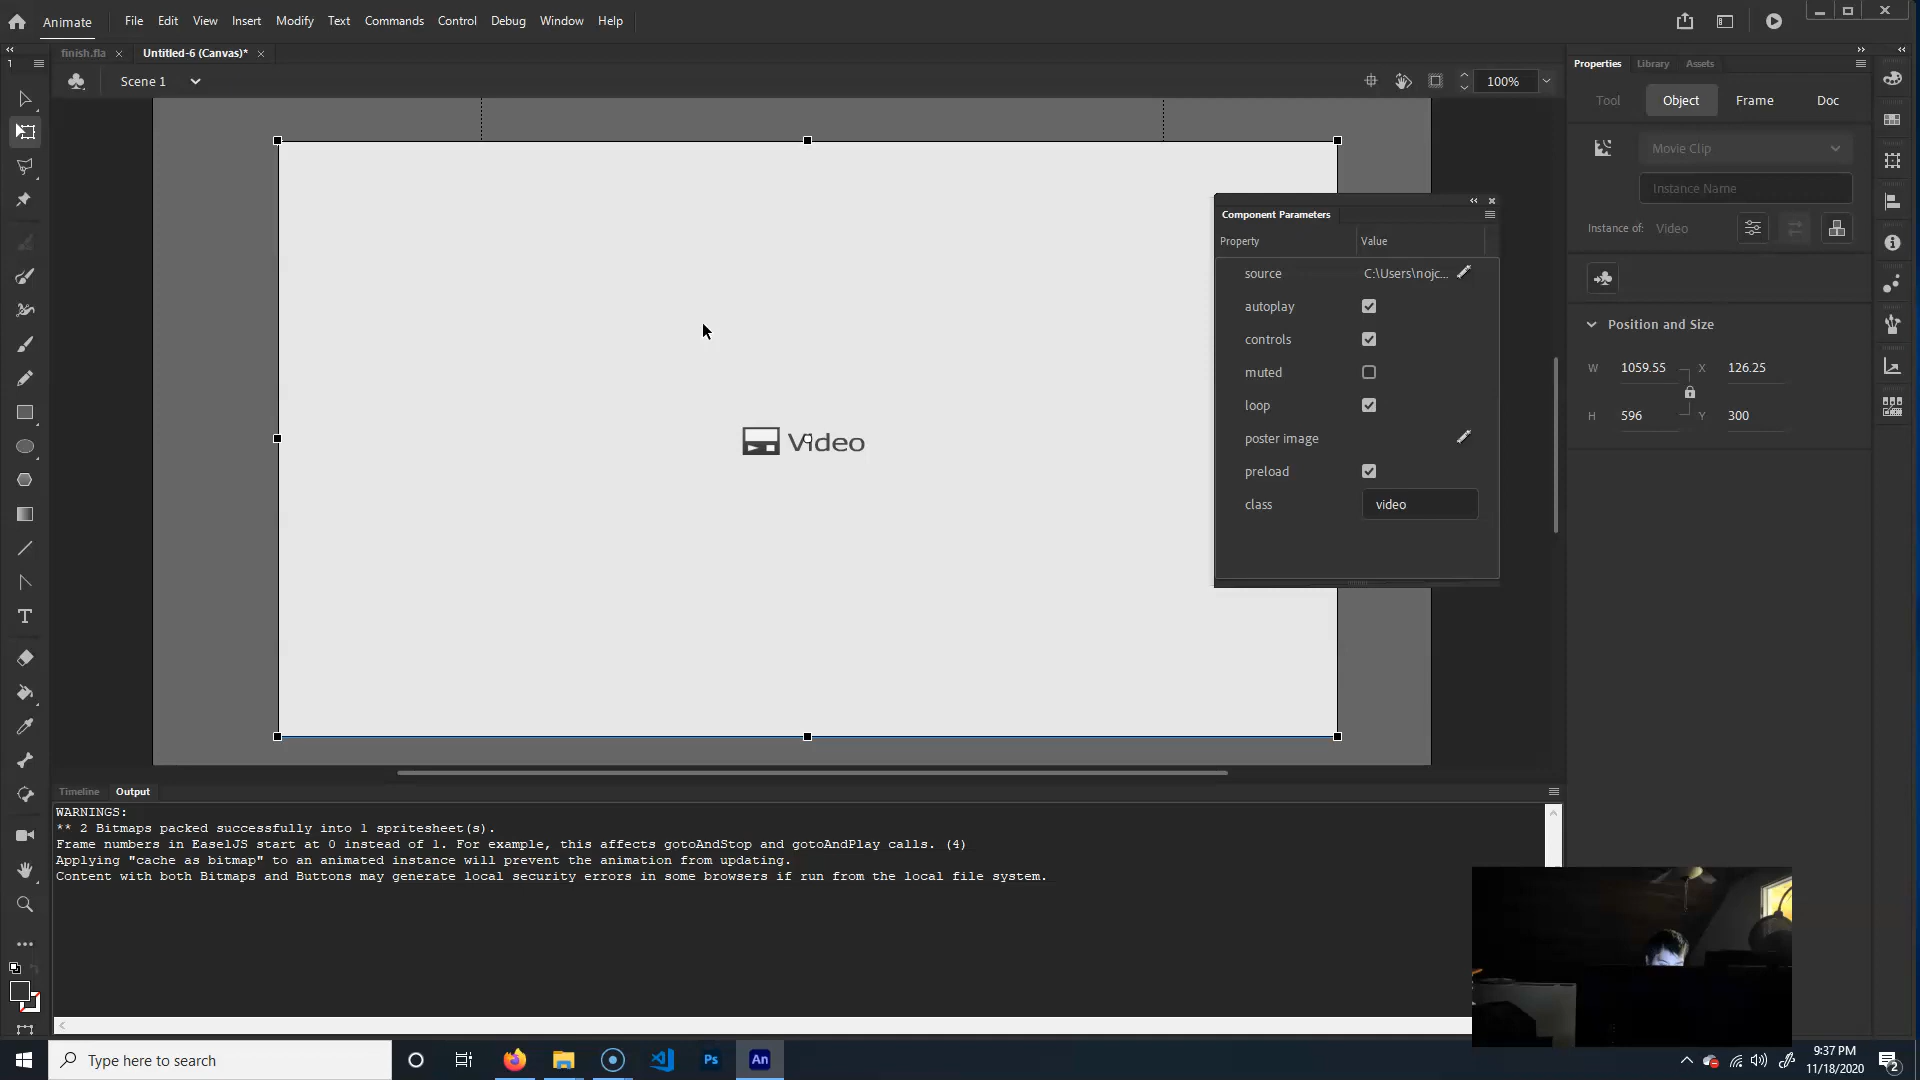 Animate File Edit View Insert Modify Text Commands Control Debug Window Help
finish.fla Untitled-6 (Canvas)*
Scene 1 100%
Properties Library Assets
Tool Object Frame Doc
Movie Clip
Instance Name
Instance of: Video
Position and Size
W 1059.55 X 126.25
H 596 Y 300
Component Parameters
Property Value
source C:\Users\nojc...
autoplay
controls
muted
loop
poster image
preload
class video
Video
Timeline Output
WARNINGS:
** 2 Bitmaps packed successfully into 1 spritesheet(s).
Frame numbers in EaselJS start at 0 instead of 1. For example, this affects gotoAndStop and gotoAndPlay calls. (4)
Applying "cache as bitmap" to an animated instance will prevent the animation from updating.
Content with both Bitmaps and Buttons may generate local security errors in some browsers if run from the local file system.
Type here to search
Ps An
9:37 PM
11/18/2020
2